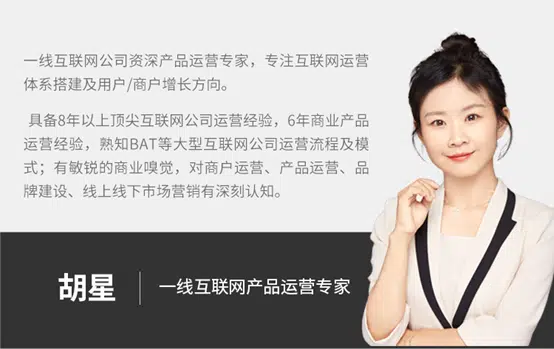 一线互联网公司资深产品运营专家，专注互联网运营
体系搭建及用户/商户增长方向。
具备8年以上顶尖互联网公司运营经验，6年商业产品
运营经验，熟知BAT等大型互联网公司运营流程及模
式；有敏锐的商业嗅觉，对商户运营、产品运营、品
牌建设、线上线下市场营销有深刻认知。
胡星
一线互联网产品运营专家